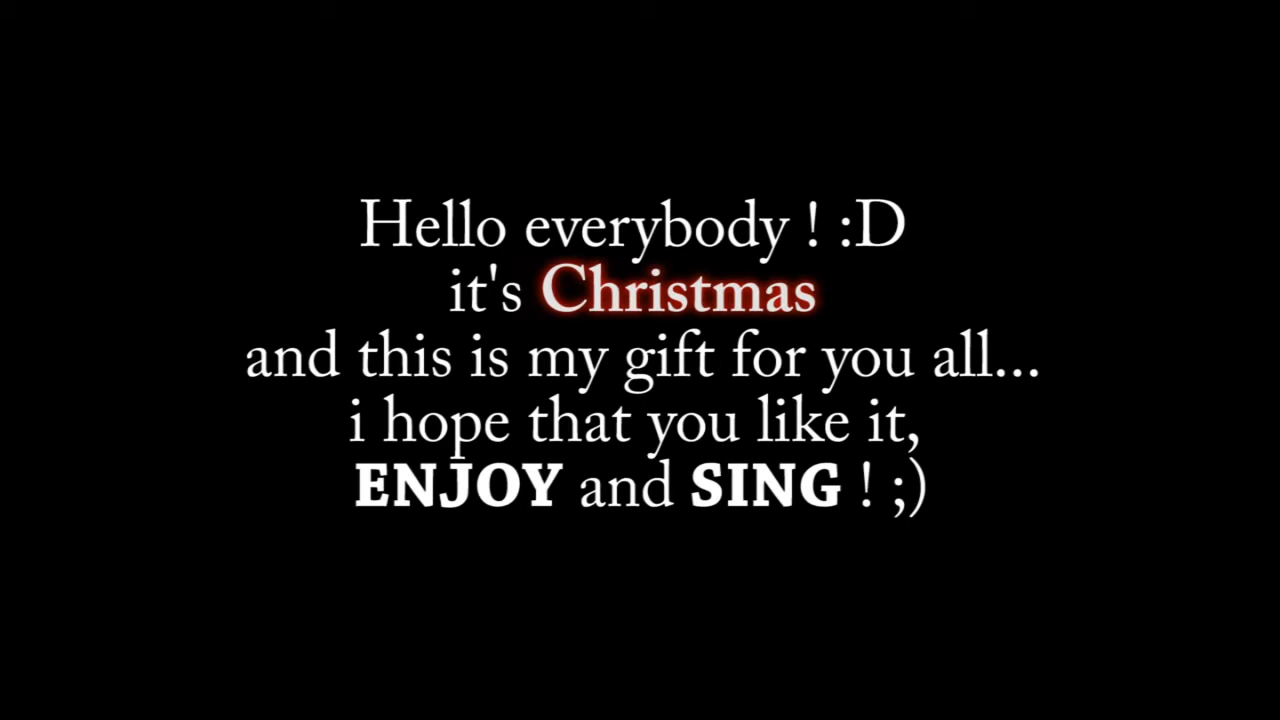 Hello everybody ! :D
it's Christmas
and this is my gift for you all...
i hope that you like it,
ENJOY and SING ! ;)